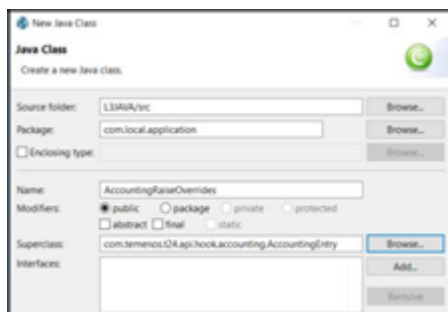 New Java Class
Java Class
Create a new Java class.
Source folder: L3JAVA/src Browse...
Package: com.local.application Browse...
Enclosing type: Browse...
Name: AccountingRaiseOverrides
Modifiers: public package private protected
abstract final static
Superclass: com.temenos.t24.api.hook.accounting.AccountingEntry Browse...
Interfaces: Add...
Remove